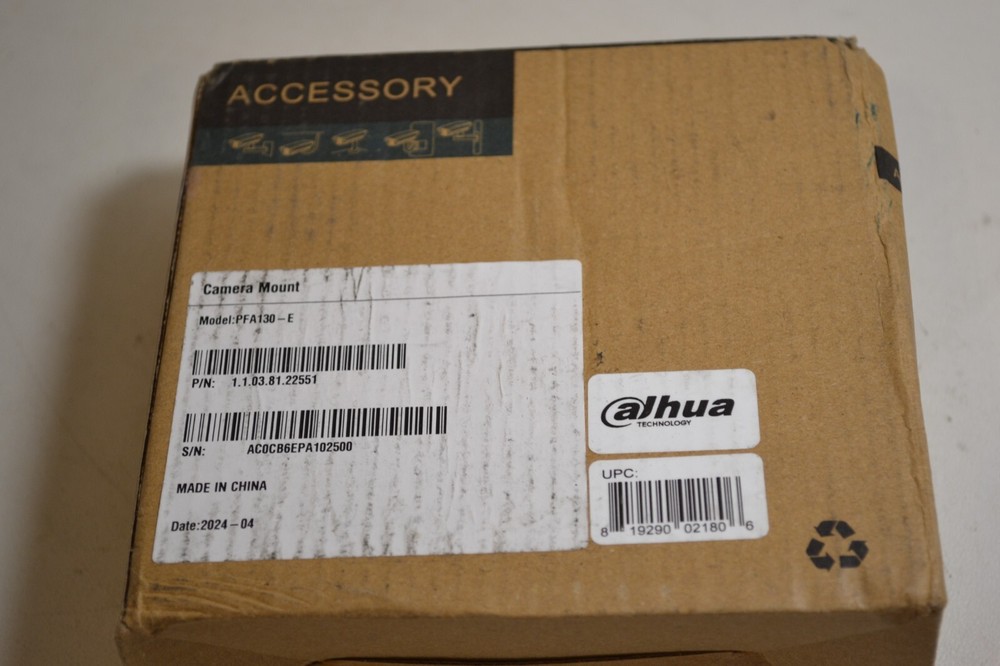 ACCESSORY
Camera Mount
Model:PFA130-E
P/N: 1.1.03.81.22551
S/N: AC0CB6EPA102500
MADE IN CHINA
Date:2024-04
alhua
TECHNOLOGY
UPC:
8 19290 02180 6